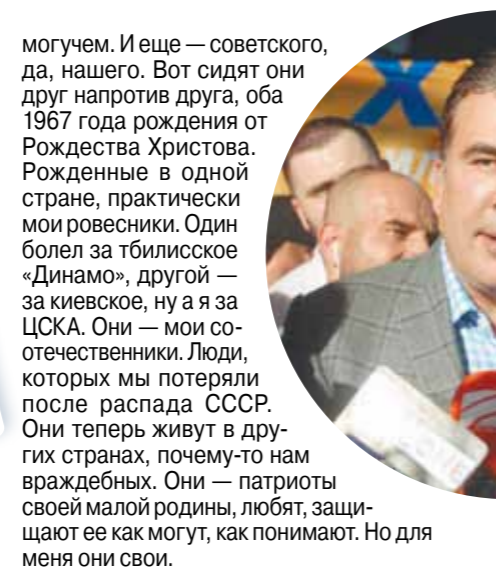 могучем. И еще — советского,
да, нашего. Вот сидят они
друг напротив друга, оба
1967 года рождения от
Рождества Христова.
Рожденные в одной
стране, практически
мои ровесники. Один
болел за тбилисское
«Динамо», другой —
за киевское, ну а я за
ЦСКА. Они — мои со-
отечественники. Люди,
которых мы потеряли
после распада СССР.
Они теперь живут в дру-
гих странах, почему-то нам
враждебных. Они — патриоты
своей малой родины, любят, защи-
щают ее как могут, как понимают. Но для
меня они свои.